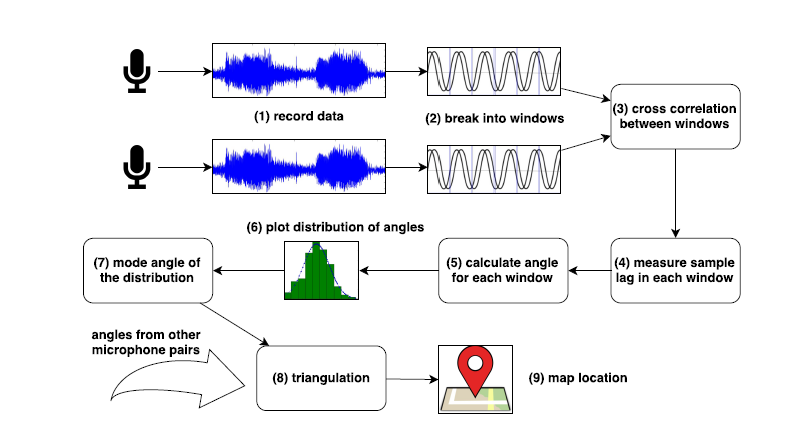 (1) record data
(2) break into windows
(3) cross correlation
between windows
(6) plot distribution of angles
(7) mode angle of
the distribution
(5) calculate angle
for each window
(4) measure sample
lag in each window
angles from other
microphone pairs
(8) triangulation
(9) map location